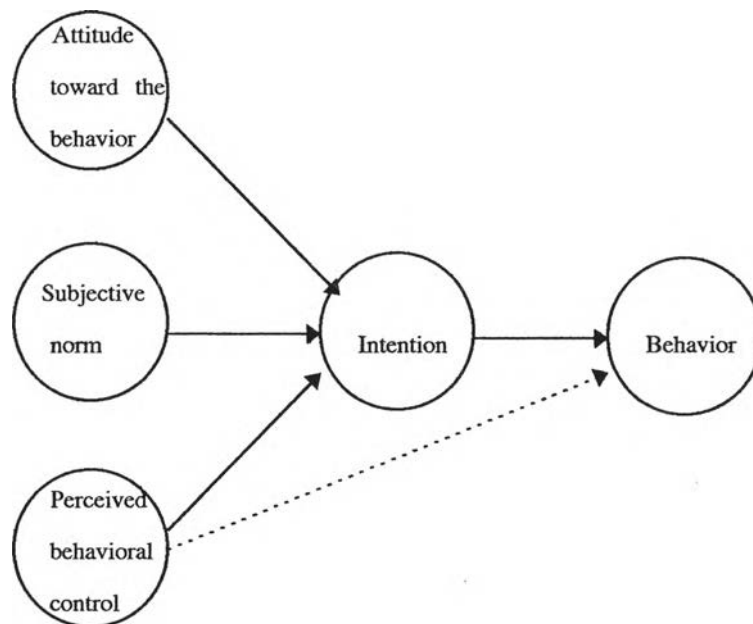 Attitude
toward the
behavior
Subjective
norm
Intention
Behavior
Perceived
behavioral
control